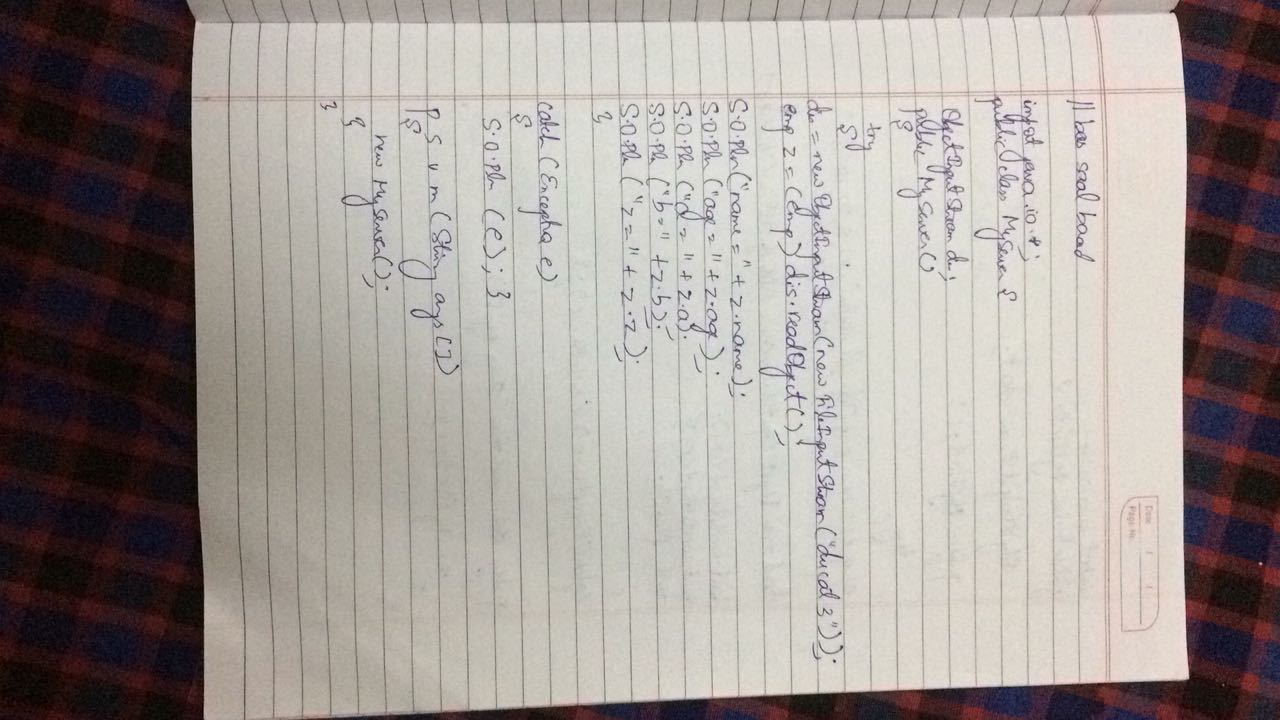 Date / /
Page No.
// bas saal baad
import java.io.*;
public class MyServer {
ObjectInputStream dis;
public MyServer()
{
try
{
dis = new ObjectInputStream(new FileInputStream("ducat3"));
emp z = (emp) dis.readObject();
S.O.Pln("name=" + z.name);
S.O.Pln("age=" + z.age);
S.O.Pln("a=" + z.a);
S.O.Pln("b=" + z.b);
S.O.Pln("z=" + z.z);
}
catch (Exception e)
{
S.O.Pln (e); }
p s v m (String args[])
{
new MyServer();
}
}